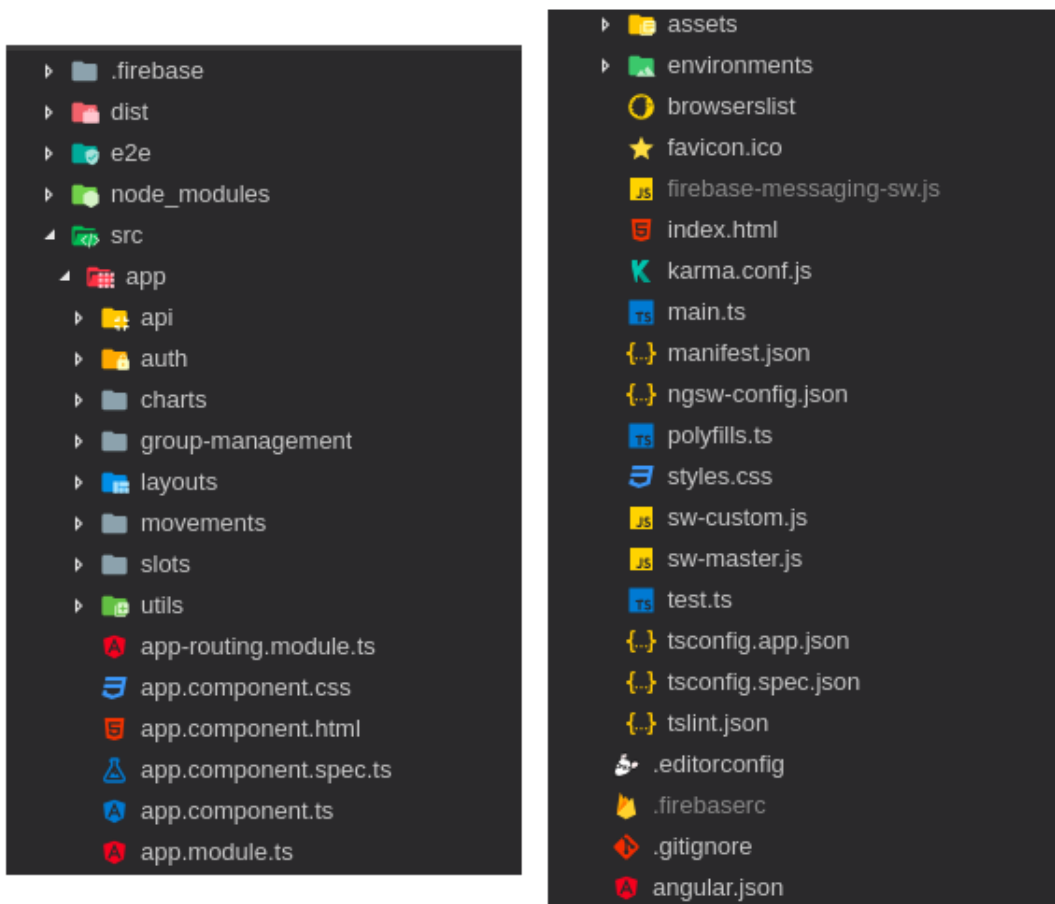 .firebase
dist
e2e
node_modules
src
app
api
auth
charts
group-management
layouts
movements
slots
utils
app-routing.module.ts
app.component.css
app.component.html
app.component.spec.ts
app.component.ts
app.module.ts
assets
environments
browserslist
favicon.ico
firebase-messaging-sw.js
index.html
karma.conf.js
main.ts
manifest.json
ngsw-config.json
polyfills.ts
styles.css
sw-custom.js
sw-master.js
test.ts
tsconfig.app.json
tsconfig.spec.json
tslint.json
.editorconfig
.firebaserc
.gitignore
angular.json